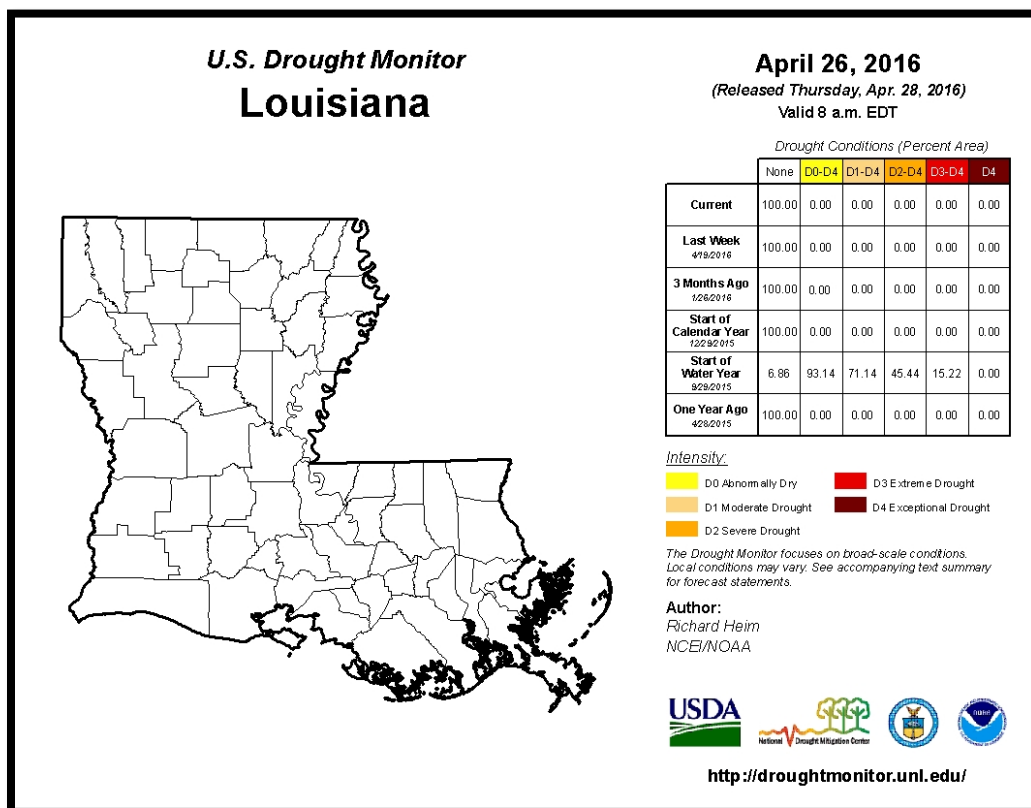 U.S. Drought Monitor
Louisiana
April 26, 2016
(Released Thursday, Apr. 28, 2016)
Valid 8 a.m. EDT
Drought Conditions (Percent Area)
None D0-D4 D1-D4 D2-D4 D3-D4 D4
Current 100.00 0.00 0.00 0.00 0.00 0.00
Last Week
4/19/2016
100.00 0.00 0.00 0.00 0.00 0.00
3 Months Ago
1/26/2016
100.00 0.00 0.00 0.00 0.00 0.00
Start of
Calendar Year
12/29/2015
100.00 0.00 0.00 0.00 0.00 0.00
Start of
Water Year
9/29/2015
6.86 93.14 71.14 45.44 15.22 0.00
One Year Ago
4/28/2015
100.00 0.00 0.00 0.00 0.00 0.00
Intensity:
D0 Abnormally Dry
D1 Moderate Drought
D2 Severe Drought
D3 Extreme Drought
D4 Exceptional Drought
The Drought Monitor focuses on broad-scale conditions.
Local conditions may vary. See accompanying text summary
for forecast statements.
Author:
Richard Heim
NCEI/NOAA
USDA
National Drought Mitigation Center
NOAA
http://droughtmonitor.unl.edu/